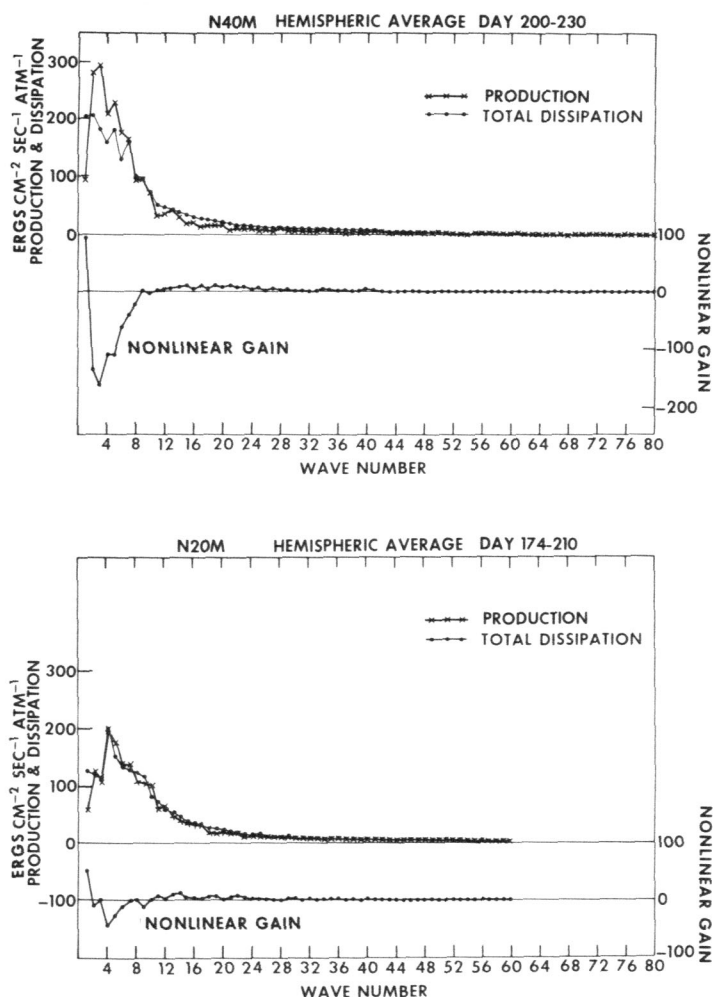 N40M HEMISPHERIC AVERAGE DAY 200-230
300
200
100
0
ERGS CM⁻² SEC⁻¹ ATM⁻¹
PRODUCTION & DISSIPATION
PRODUCTION
TOTAL DISSIPATION
100
0
-100
-200
NONLINEAR GAIN
NONLINEAR GAIN
4 8 12 16 20 24 28 32 36 40 44 48 52 56 60 64 68 72 76 80
WAVE NUMBER
N20M HEMISPHERIC AVERAGE DAY 174-210
300
200
100
0
-100
ERGS CM⁻² SEC⁻¹ ATM⁻¹
PRODUCTION & DISSIPATION
PRODUCTION
TOTAL DISSIPATION
100
0
-100
NONLINEAR GAIN
NONLINEAR GAIN
4 8 12 16 20 24 28 32 36 40 44 48 52 56 60 64 68 72 76 80
WAVE NUMBER